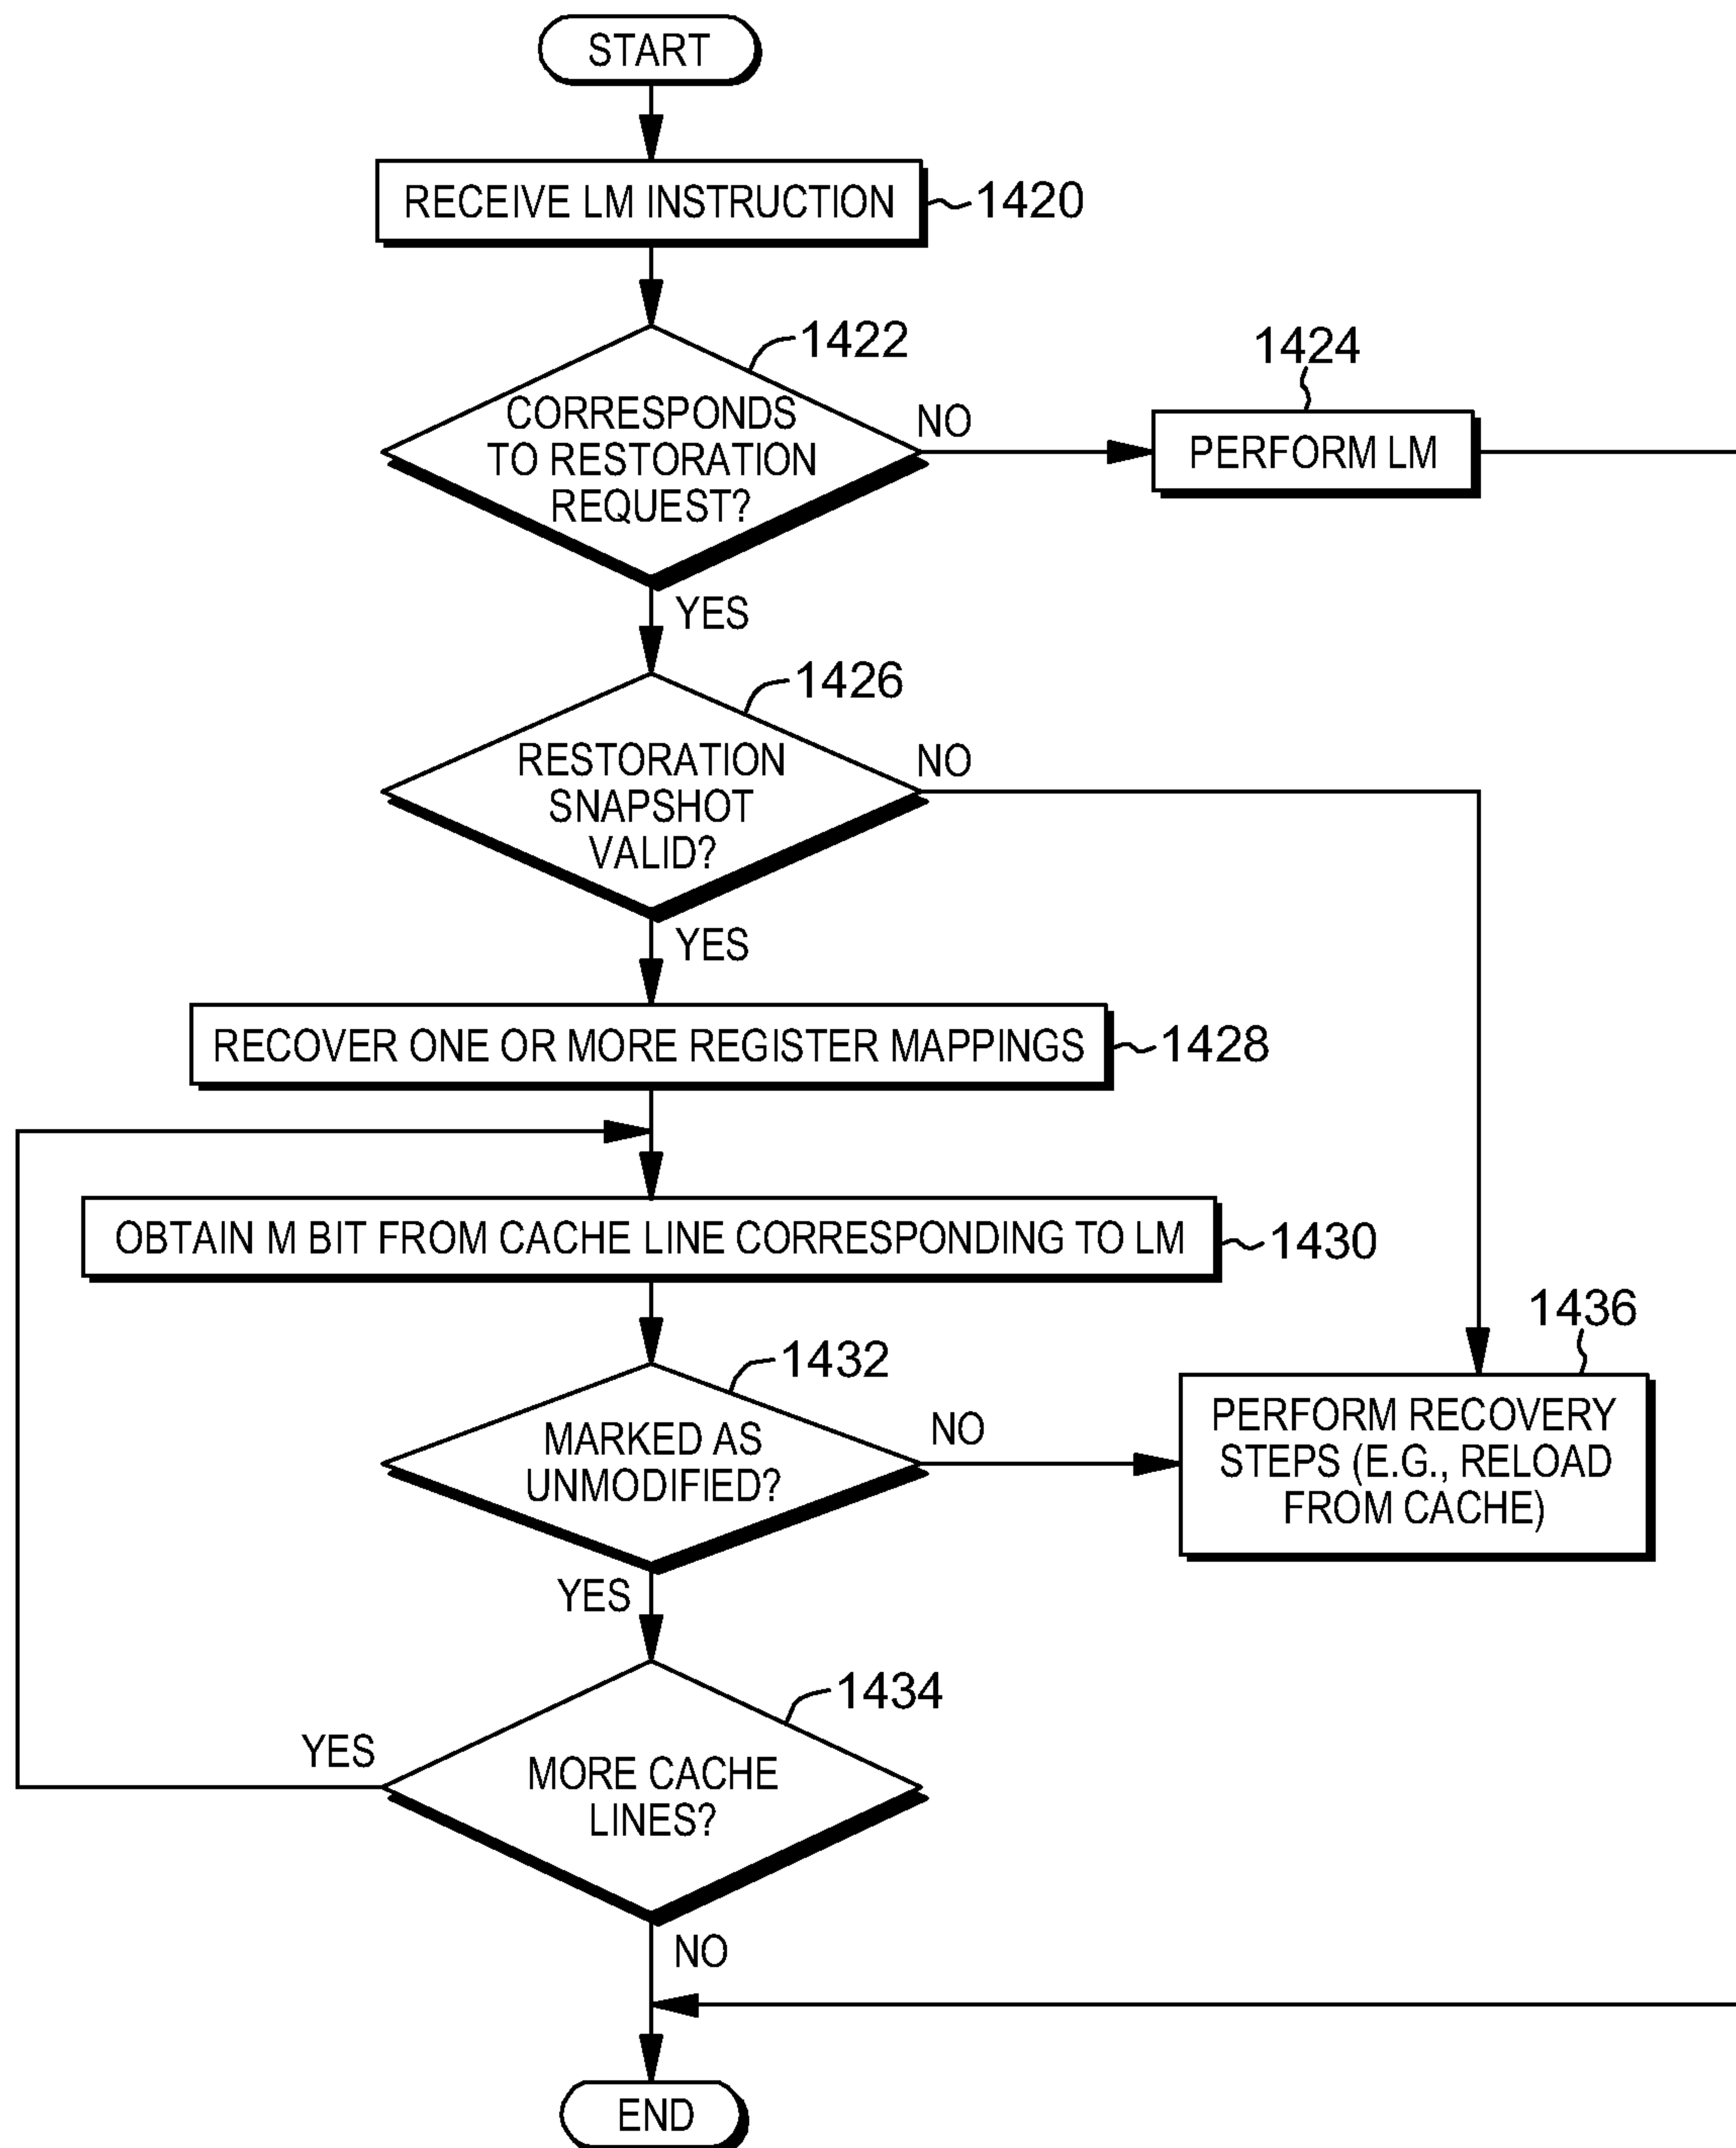 START
RECEIVE LM INSTRUCTION
1420
1422
CORRESPONDS
TO RESTORATION
REQUEST?
NO
1424
PERFORM LM
YES
1426
RESTORATION
SNAPSHOT
VALID?
NO
YES
RECOVER ONE OR MORE REGISTER MAPPINGS
1428
OBTAIN M BIT FROM CACHE LINE CORRESPONDING TO LM
1430
1432
MARKED AS
UNMODIFIED?
NO
1436
PERFORM RECOVERY
STEPS (E.G., RELOAD
FROM CACHE)
YES
1434
MORE CACHE
LINES?
YES
NO
END